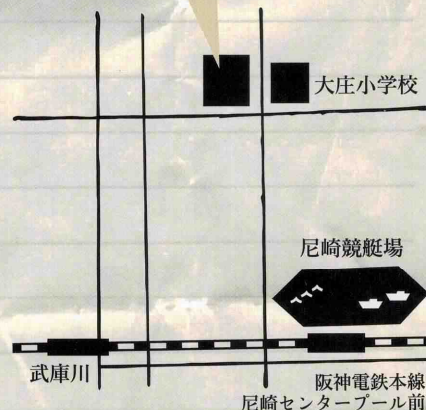 大庄小学校
尼崎競艇場
武庫川
阪神電鉄本線
尼崎センタープール前